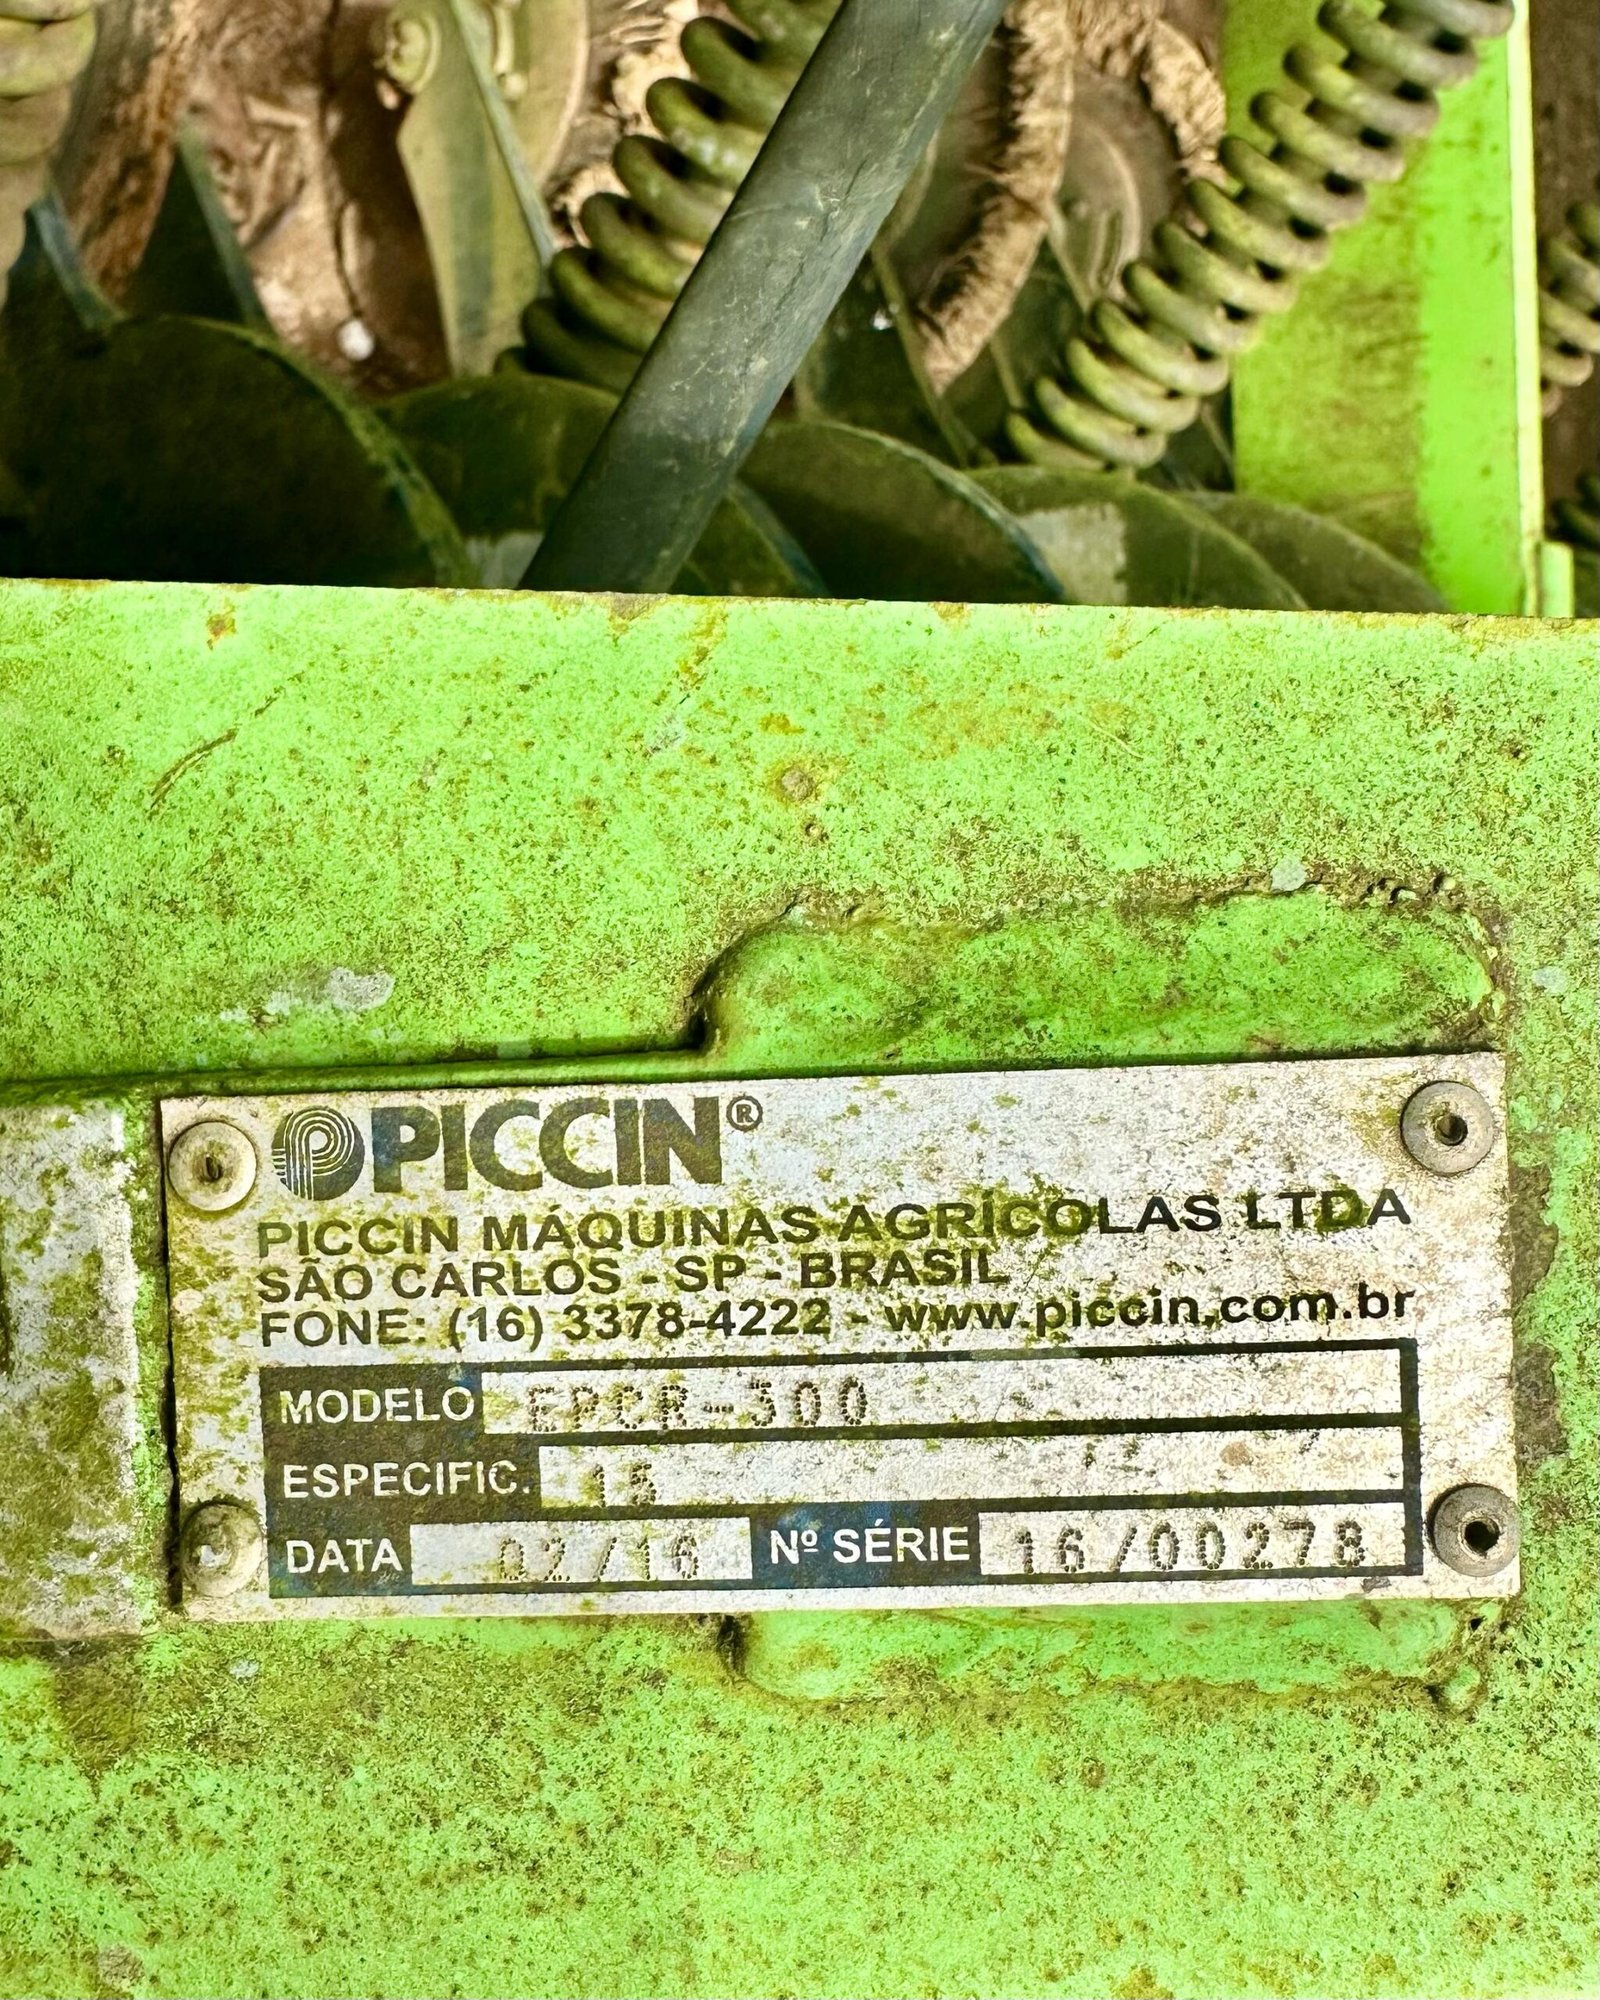 PICCIN®
PICCIN MÁQUINAS AGRÍCOLAS LTDA
SÃO CARLOS - SP - BRASIL
FONE: (16) 3378-4222 - www.piccin.com.br
MODELO EPCR-300
ESPECIFIC. 15
DATA 02/16 Nº SÉRIE 16/00278